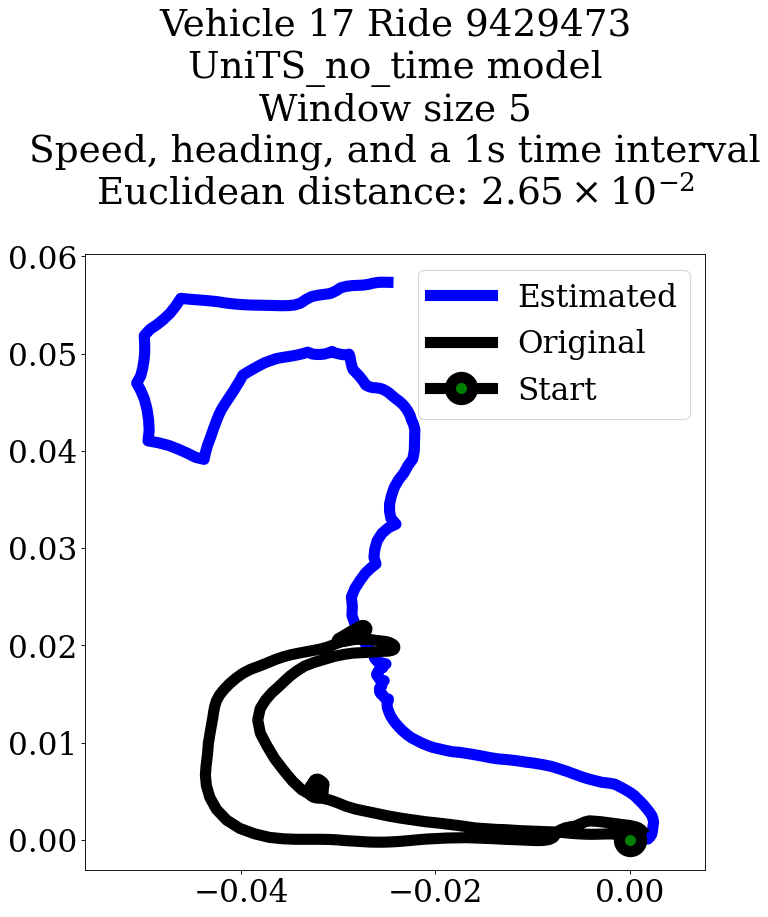 Vehicle 17 Ride 9429473
UniTS_no_time model
Window size 5
Speed, heading, and a 1s time interval
Euclidean distance: 2.65 × 10⁻²
0.06
0.05
0.04
0.03
0.02
0.01
0.00
Estimated
Original
Start
−0.04
−0.02
0.00